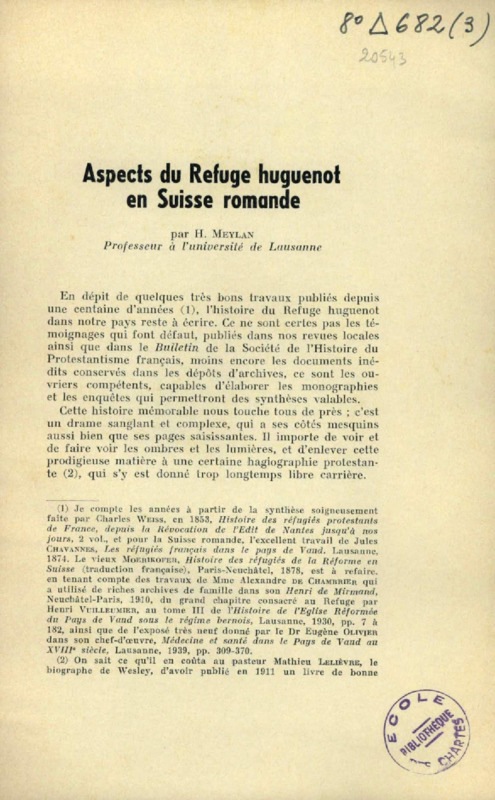 8º Δ 682 (3)
20543
Aspects du Refuge huguenot
en Suisse romande
par H. MEYLAN
Professeur à l'université de Lausanne
En dépit de quelques très bons travaux publiés depuis
une centaine d'années (1), l'histoire du Refuge huguenot
dans notre pays reste à écrire. Ce ne sont certes pas les té-
moignages qui font défaut, publiés dans nos revues locales
ainsi que dans le Bulletin de la Société de l'Histoire du
Protestantisme français, moins encore les documents iné-
dits conservés dans les dépôts d'archives, ce sont les ou-
vriers compétents, capables d'élaborer les monographies
et les enquêtes qui permettront des synthèses valables.
Cette histoire mémorable nous touche tous de près ; c'est
un drame sanglant et complexe, qui a ses côtés mesquins
aussi bien que ses pages saisissantes. Il importe de voir et
de faire voir les ombres et les lumières, et d'enlever cette
prodigieuse matière à une certaine hagiographie protestan-
te (2), qui s'y est donné trop longtemps libre carrière.
(1) Je compte les années à partir de la synthèse soigneusement
faite par Charles WEISS, en 1853, Histoire des réfugiés protestants
de France, depuis la Révocation de l'Edit de Nantes jusqu'à nos
jours, 2 vol., et pour la Suisse romande, l'excellent travail de Jules
CHAVANNES, Les réfugiés français dans le pays de Vaud, Lausanne,
1874. Le vieux MOERIKOFER, Histoire des réfugiés de la Réforme en
Suisse (traduction française), Paris-Neuchâtel, 1878, est à refaire,
en tenant compte des travaux de Mme Alexandre DE CHAMBRIER qui
a utilisé de riches archives de famille dans son Henri de Mirmand,
Neuchâtel-Paris, 1910, du grand chapitre consacré au Refuge par
Henri VUILLEUMIER, au tome III de l'Histoire de l'Eglise Réformée
du Pays de Vaud sous le régime bernois, Lausanne, 1930, pp. 7 à
182, ainsi que de l'exposé très neuf donné par le Dr Eugène OLIVIER
dans son chef-d'œuvre, Médecine et santé dans le Pays de Vaud au
XVIIIe siècle, Lausanne, 1939, pp. 309-370.
(2) On sait ce qu'il en coûta au pasteur Mathieu LELIÈVRE, le
biographe de Wesley, d'avoir publié en 1911 un livre de bonne
ECOLE
BIBLIOTHÈQUE
CHARTES